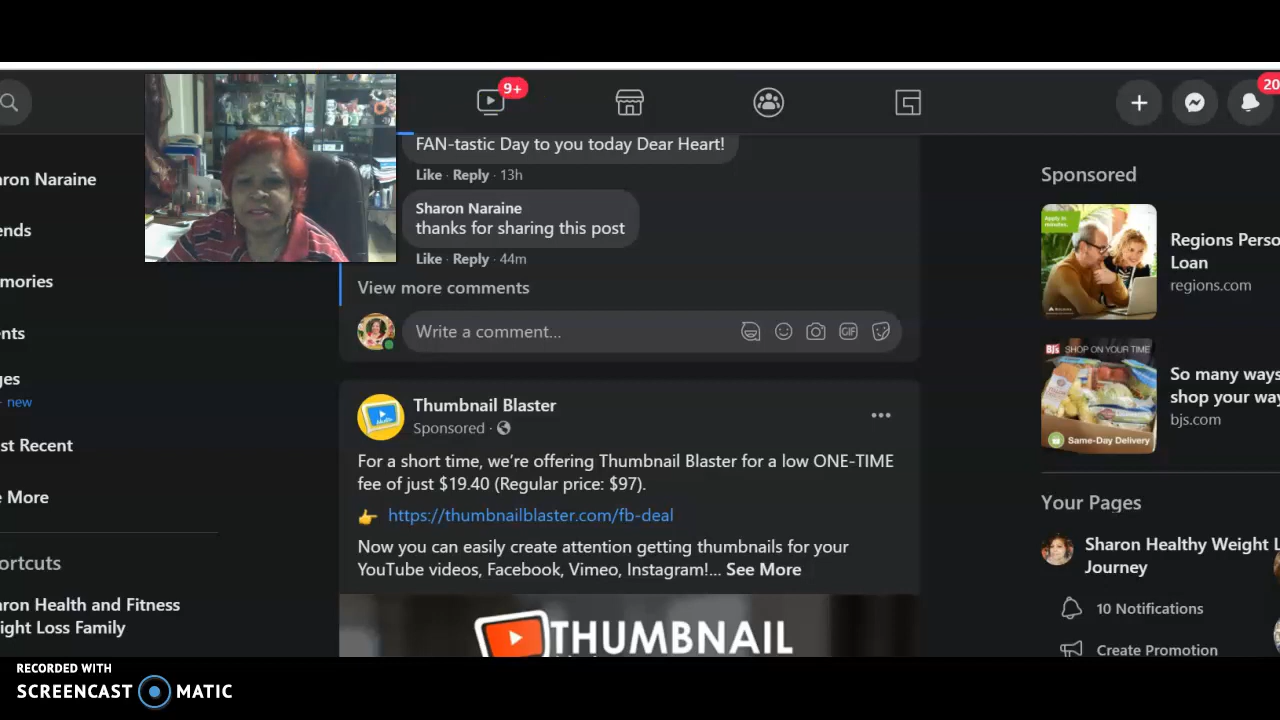 9+
20
FAN-tastic Day to you today Dear Heart!
Like · Reply · 13h
Sharon Naraine
thanks for sharing this post
Like · Reply · 44m
View more comments
Write a comment...
GIF
aron Naraine
ends
mories
ents
ges
· new
st Recent
e More
ortcuts
aron Health and Fitness
ight Loss Family
Thumbnail Blaster
Sponsored ·
For a short time, we're offering Thumbnail Blaster for a low ONE-TIME
fee of just $19.40 (Regular price: $97).
https://thumbnailblaster.com/fb-deal
Now you can easily create attention getting thumbnails for your
YouTube videos, Facebook, Vimeo, Instagram!... See More
THUMBNAIL
Sponsored
Apply in
minutes.
Regions Perso
Loan
regions.com
BJ's SHOP ON YOUR TIME
Same-Day Delivery
So many ways
shop your way
bjs.com
Your Pages
Sharon Healthy Weight L
Journey
10 Notifications
Create Promotion
RECORDED WITH
SCREENCAST MATIC